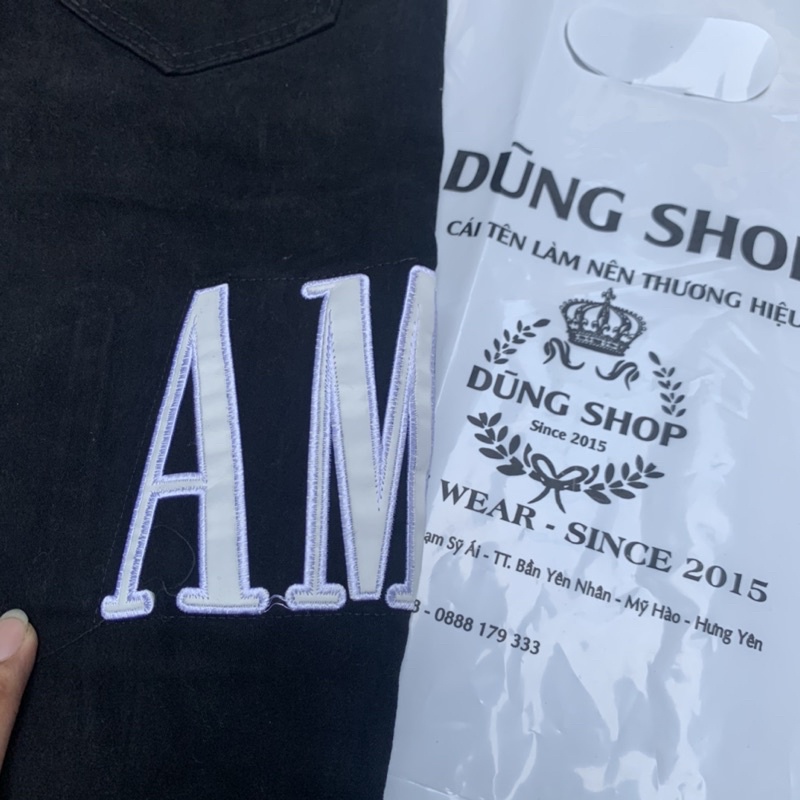 AM
DŨNG SHOP
CÁI TÊN LÀM NÊN THƯƠNG HIỆU
DŨNG SHOP
Since 2015
WEAR - SINCE 2015
Sỹ Ái - TT. Bần Yên Nhân - Mỹ Hào - Hưng Yên
- 0888 179 333